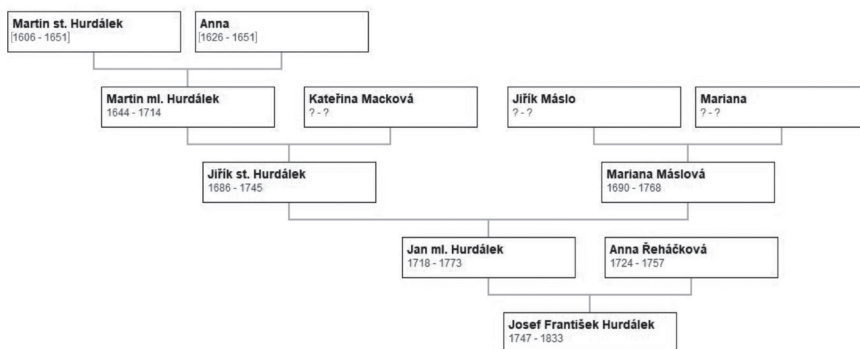 Martin st. Hurdálek
[1606 - 1651]
Anna
[1626 - 1651]
Martin ml. Hurdálek
1644 - 1714
Kateřina Macková
? - ?
Jiřík Máslo
? - ?
Mariana
? - ?
Jiřík st. Hurdálek
1686 - 1745
Mariana Máslová
1690 - 1768
Jan ml. Hurdálek
1718 - 1773
Anna Řeháčková
1724 - 1757
Josef František Hurdálek
1747 - 1833